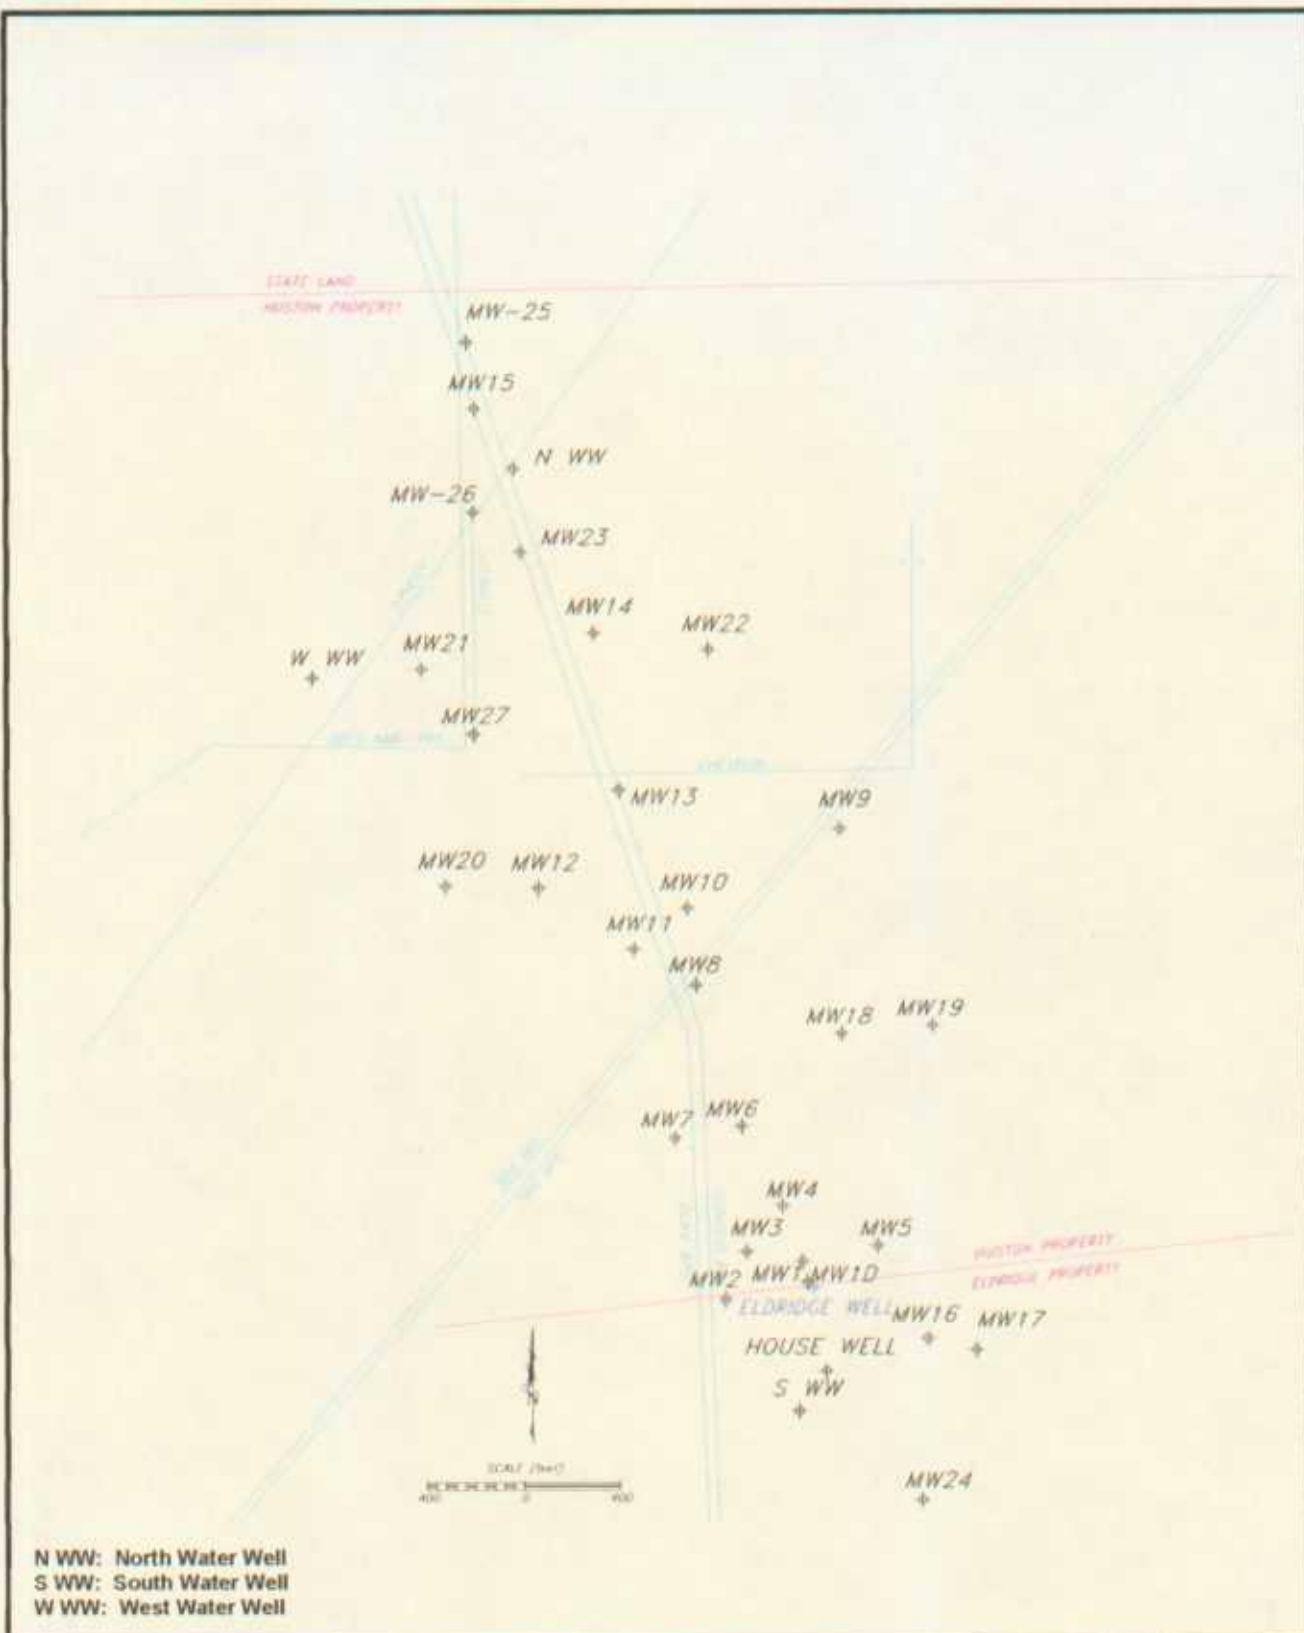 STATE LAND
HUSTON PROPERTY
MW-25
MW15
N WW
MW-26
MW23
MW14
MW22
MW21
W WW
MW27
CHEVRON
MW13
MW9
MW20
MW12
MW10
MW11
MW8
MW18
MW19
MW7
MW6
MW4
MW3
MW5
HUSTON PROPERTY
MW1
MW1D
ELDRIDGE PROPERTY
MW2
ELDRIDGE WELL
MW16
MW17
HOUSE WELL
S WW
SCALE (feet)
400 0 400
MW24
N WW: North Water Well
S WW: South Water Well
W WW: West Water Well